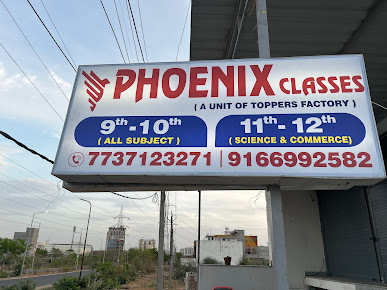 PHOENIX CLASSES
( A UNIT OF TOPPERS FACTORY )
9th - 10th
( ALL SUBJECT )
11th - 12th
( SCIENCE & COMMERCE)
7737123271 | 9166992582